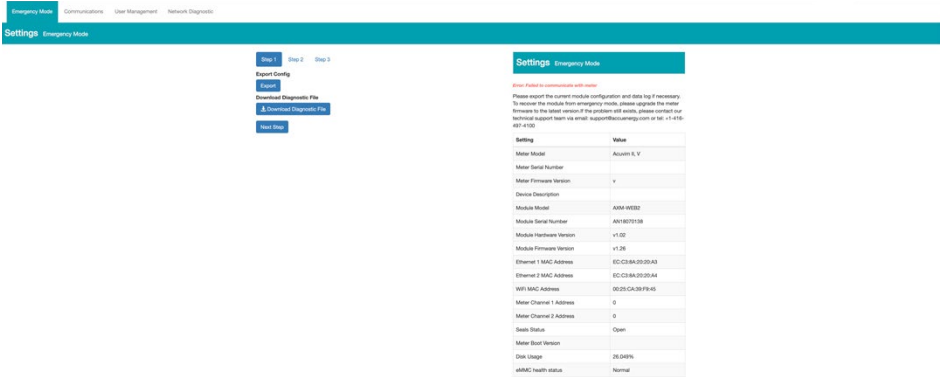 Emergency Mode Communications User Management Network Diagnostic
Settings Emergency Mode
Step 1 Step 2 Step 3
Export Config
Export
Download Diagnostic File
Download Diagnostic File
Next Step
Settings Emergency Mode
Error: Failed to communicate with meter
Please export the current module configuration and data log if necessary.
To recover the module from emergency mode, please upgrade the meter
firmware to the latest version.If the problem still exists, please contact our
technical support team via email: support@accuenergy.com or tel: +1-416-
497-4100
Setting Value
Meter Model Acuvim II, V
Meter Serial Number
Meter Firmware Version v
Device Description
Module Model AXM-WEB2
Module Serial Number AN18070138
Module Hardware Version v1.02
Module Firmware Version v1.26
Ethernet 1 MAC Address EC:C3:8A:20:20:A3
Ethernet 2 MAC Address EC:C3:8A:20:20:A4
WiFi MAC Address 00:25:CA:39:F9:45
Meter Channel 1 Address 0
Meter Channel 2 Address 0
Seals Status Open
Meter Boot Version
Disk Usage 26.049%
eMMC health status Normal